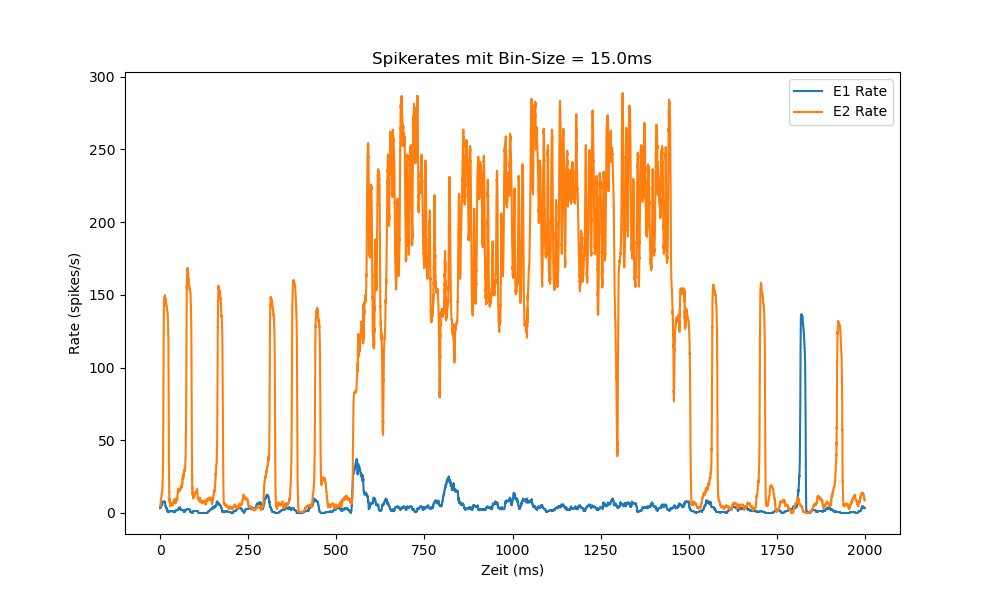 Spikerates mit Bin-Size = 15.0ms
E1 Rate
E2 Rate
Rate (spikes/s)
300
250
200
150
100
50
0
0 250 500 750 1000 1250 1500 1750 2000
Zeit (ms)